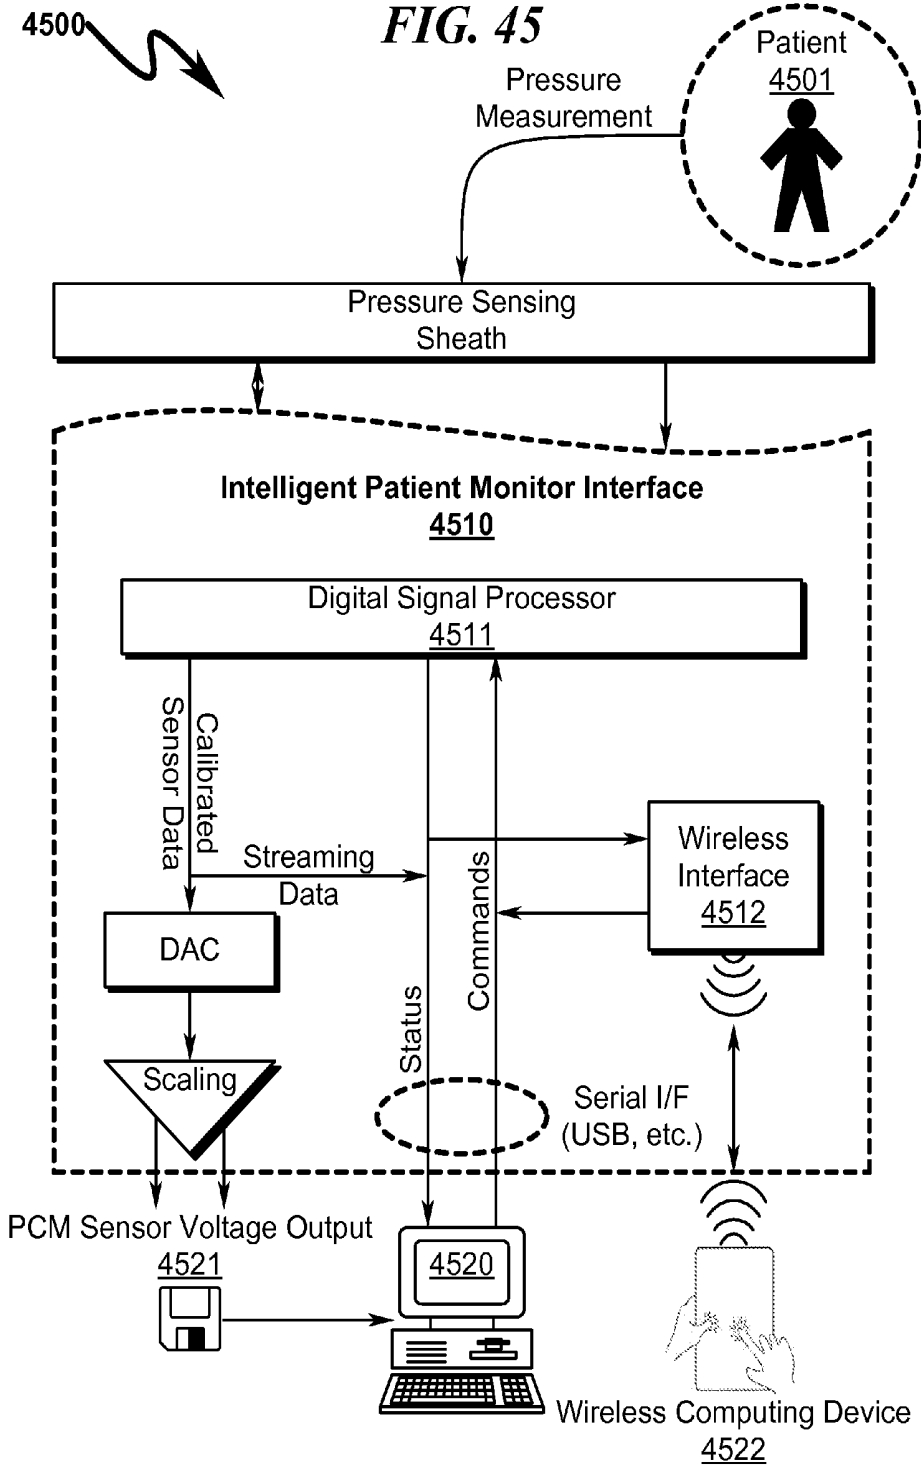 4500
FIG. 45
Patient
4501
Pressure
Measurement
Pressure Sensing
Sheath
Intelligent Patient Monitor Interface
4510
Digital Signal Processor
4511
Calibrated
Sensor Data
Streaming
Data
Wireless
Interface
4512
Commands
DAC
Status
Scaling
Serial I/F
(USB, etc.)
PCM Sensor Voltage Output
4521
4520
Wireless Computing Device
4522